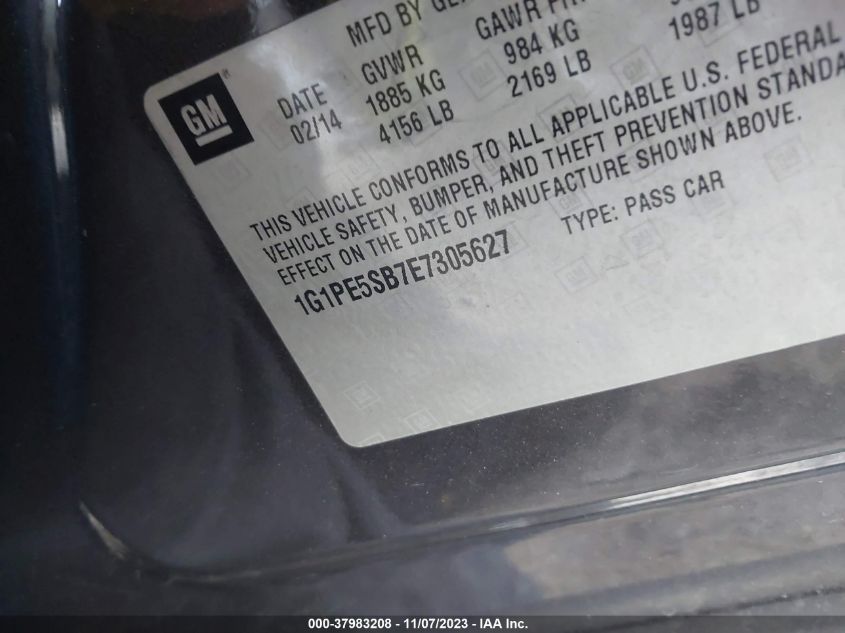 MFD BY
GM
DATE GVWR GAWR
02/14 1885 KG 984 KG
4156 LB 2169 LB 1987 LB
THIS VEHICLE CONFORMS TO ALL APPLICABLE U.S. FEDERAL
VEHICLE SAFETY, BUMPER, AND THEFT PREVENTION
EFFECT ON THE DATE OF MANUFACTURE SHOWN ABOVE.
1G1PE5SB7E7305627 TYPE: PASS CAR
000-37983208 - 11/07/2023 - IAA Inc.